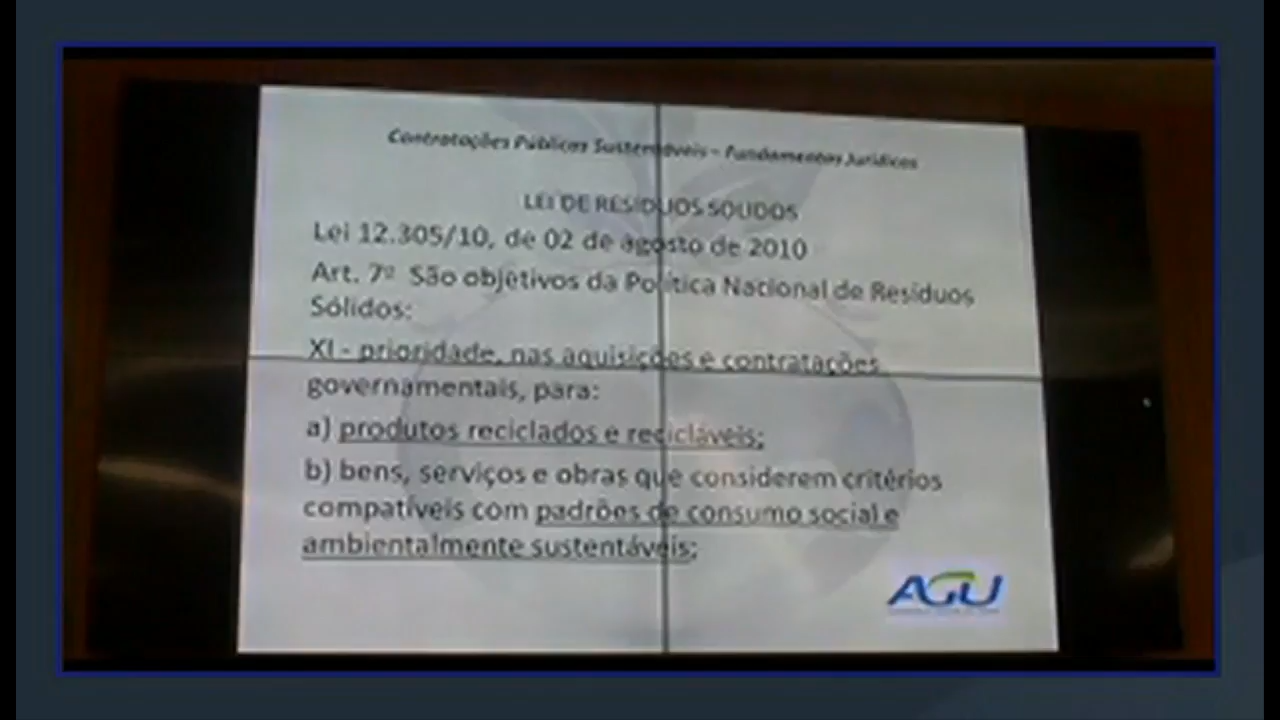 Contratações Públicas Sustentáveis – Fundamentos Jurídicos
LEI DE RESÍDUOS SÓLIDOS
Lei 12.305/10, de 02 de agosto de 2010
Art. 7º São objetivos da Política Nacional de Resíduos
Sólidos:
XI - prioridade, nas aquisições e contratações
governamentais, para:
a) produtos reciclados e recicláveis;
b) bens, serviços e obras que considerem critérios
compatíveis com padrões de consumo social e
ambientalmente sustentáveis;
AGU